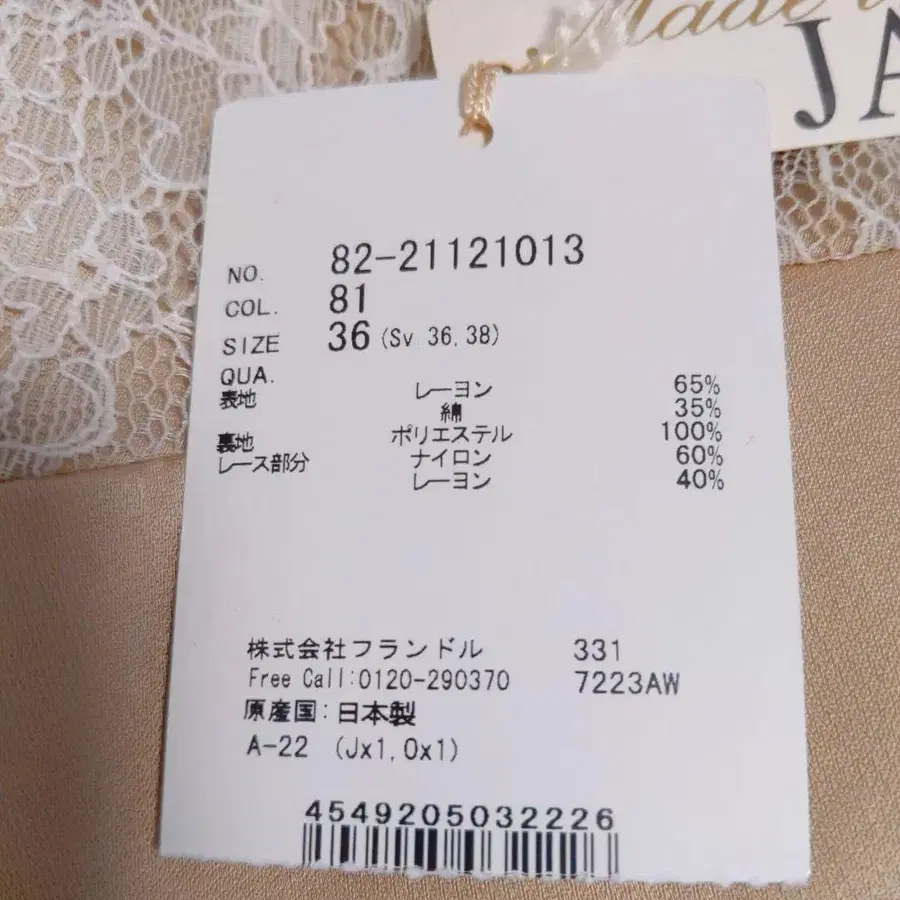 Made
JA
NO. 82-21121013
COL. 81
SIZE 36 (Sv 36,38)
QUA.
表地 レーヨン 65%
綿 35%
裏地 ポリエステル 100%
レース部分 ナイロン 60%
レーヨン 40%
株式会社フランドル 331
Free Call:0120-290370 7223AW
原産国:日本製
A-22 (Jx1,Ox1)
4549205032226